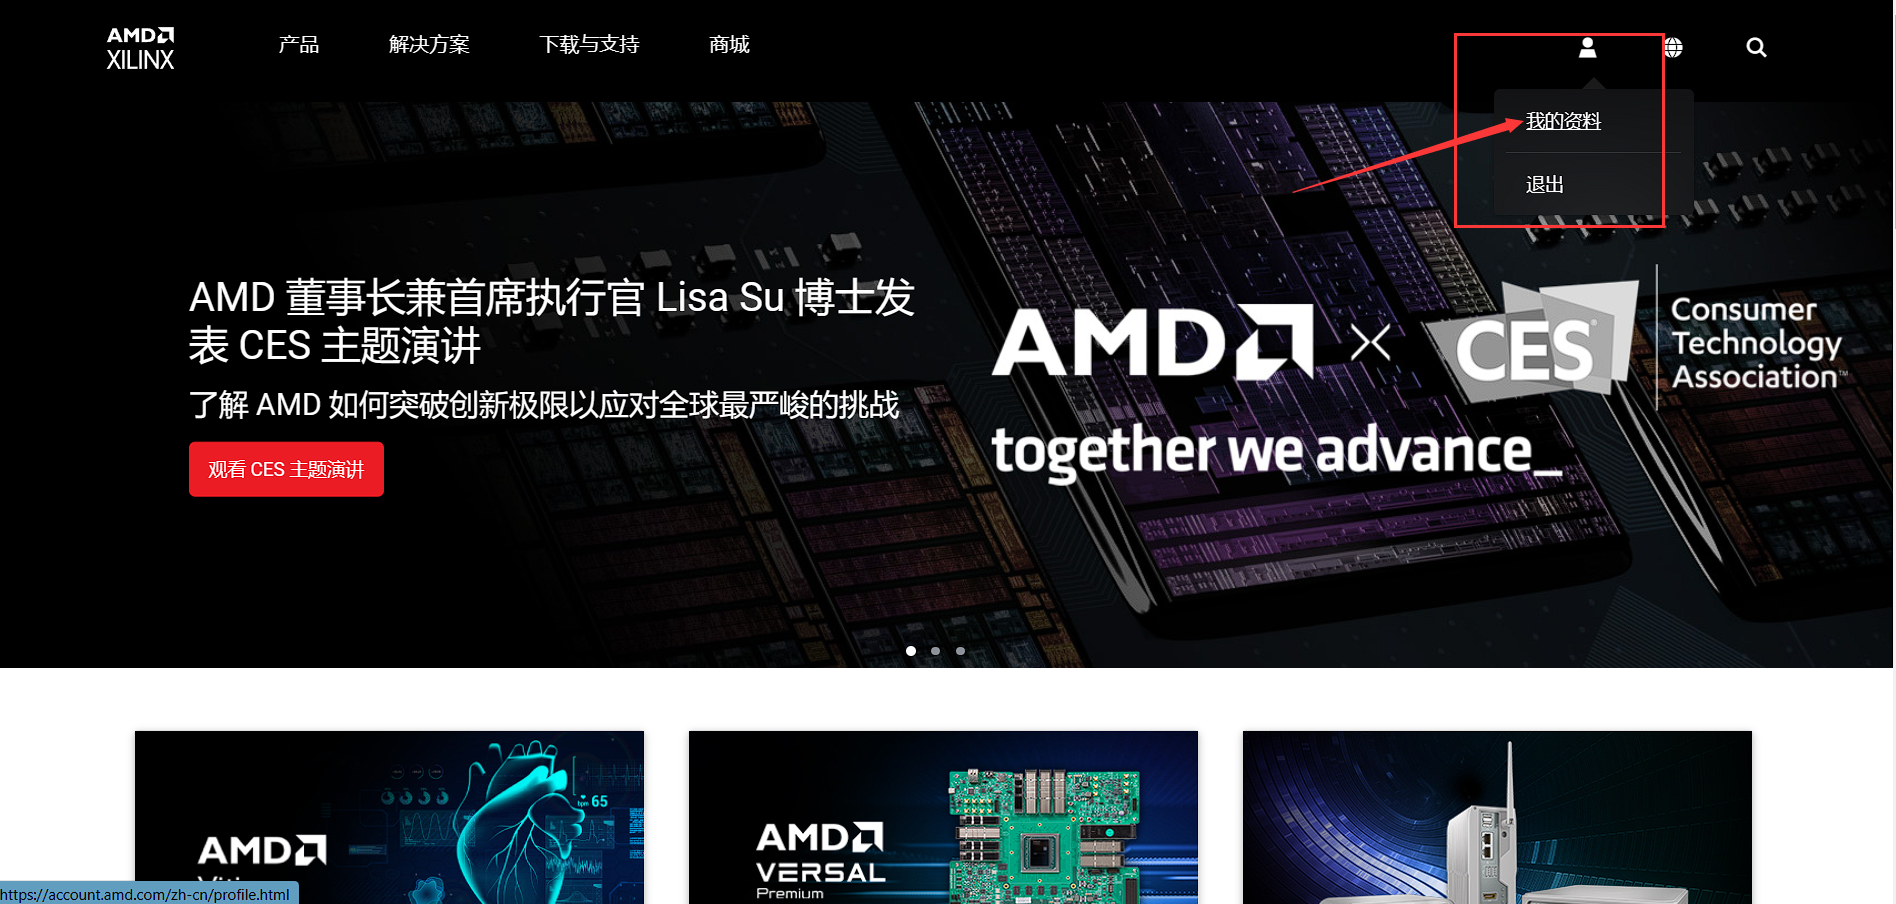 AMD
XILINX
产品
解决方案
下载与支持
商城
我的资料
退出
AMD 董事长兼首席执行官 Lisa Su 博士发
表 CES 主题演讲
了解 AMD 如何突破创新极限以应对全球最严峻的挑战
观看 CES 主题演讲
AMD
CES®
Consumer
Technology
Association™
together we advance_
bpm 65
AMD
AMD
VERSAL
Premium
https://account.amd.com/zh-cn/profile.html